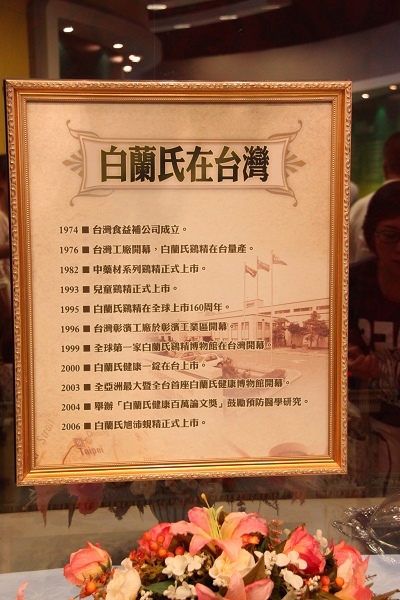 白蘭氏在台灣
1974 ■ 台灣食益補公司成立。
1976 ■ 台灣工廠開幕，白蘭氏鷄精在台量產。
1982 ■ 中藥材系列鷄精正式上市。
1993 ■ 兒童鷄精正式上市。
1995 ■ 白蘭氏鷄精在全球上市160周年。
1996 ■ 台灣彰濱工廠於彰濱工業區開幕
1999 ■ 全球第一家白蘭氏鷄精博物館在台灣開幕。
2000 ■ 白蘭氏健康一錠在台上市。
2003 ■ 全亞洲最大暨全台首座白蘭氏健康博物館開幕。
2004 ■ 舉辦「白蘭氏健康百萬論文獎」鼓勵預防醫學研究。
2006 ■ 白蘭氏旭沛蜆精正式上市。
Taipei